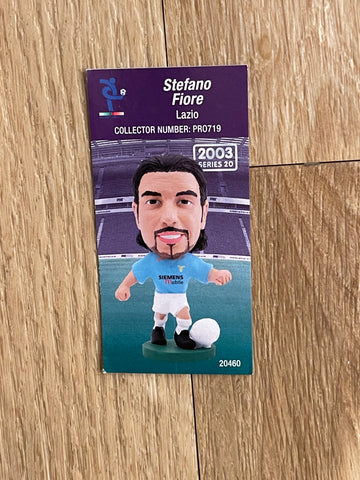 Stefano
Fiore
Lazio
COLLECTOR NUMBER: PRO719
2003
SERIES 20
SIEMENS
mobile
20460